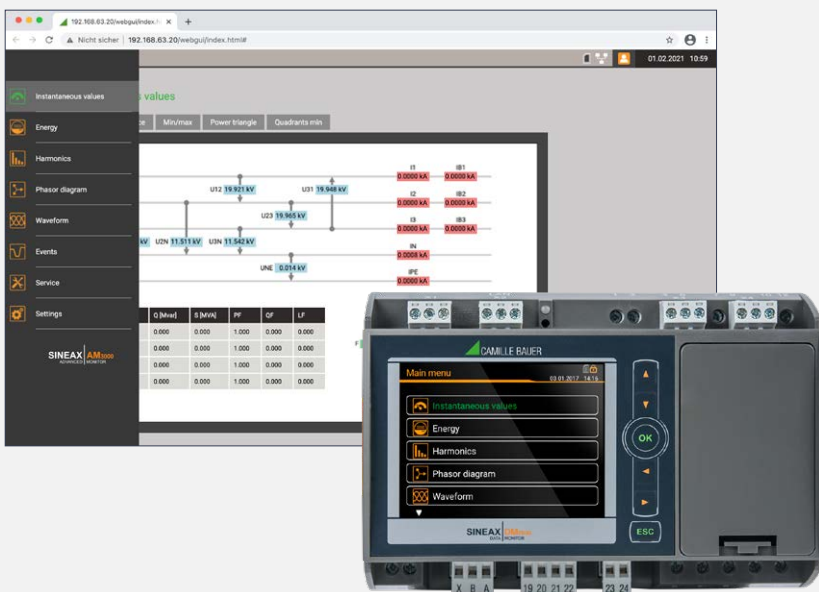 192.168.63.20/webgui/index.h
Nicht sicher | 192.168.63.20/webgui/index.html#
01.02.2021 10:59
Instantaneous values
values
Min/max Power triangle Quadrants min
Energy
Harmonics
Phasor diagram
Waveform
Events
Service
Settings
SINEAX AM3000
ADVANCED MONITOR
I1 IB1
0.0000 kA 0.0000 kA
U12 19.921 kV U31 19.948 kV
I2 IB2
0.0000 kA 0.0000 kA
U23 19.965 kV
I3 IB3
0.0000 kA 0.0000 kA
kV U2N 11.511 kV U3N 11.542 kV
IN
0.0008 kA
UNE 0.014 kV
IPE
0.0000 kA
Q [Mvar] S [MVA] PF QF LF
0.000 0.000 1.000 0.000 0.000
0.000 0.000 1.000 0.000 0.000
0.000 0.000 1.000 0.000 0.000
0.000 0.000 1.000 0.000 0.000
F
CAMILLE BAUER
Main menu
03.01.2017 14:16
Instantaneous values
Energy
Harmonics
Phasor diagram
Waveform
SINEAX
DATA MONITOR
OK
ESC
X B A 19 20 21 22 23 24